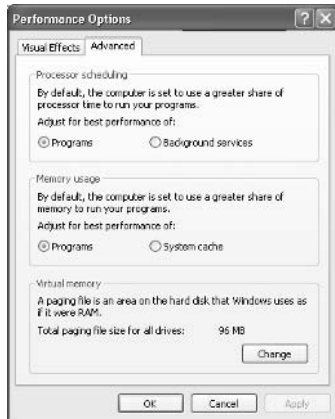 Performance Options
Visual Effects Advanced
Processor scheduling
By default, the computer is set to use a greater share of
processor time to run your programs.
Adjust for best performance of:
Programs Background services
Memory usage
By default, the computer is set to use a greater share of
memory to run your programs.
Adjust for best performance of:
Programs System cache
Virtual memory
A paging file is an area on the hard disk that Windows uses as
if it were RAM.
Total paging file size for all drives: 96 MB
Change
OK Cancel Apply